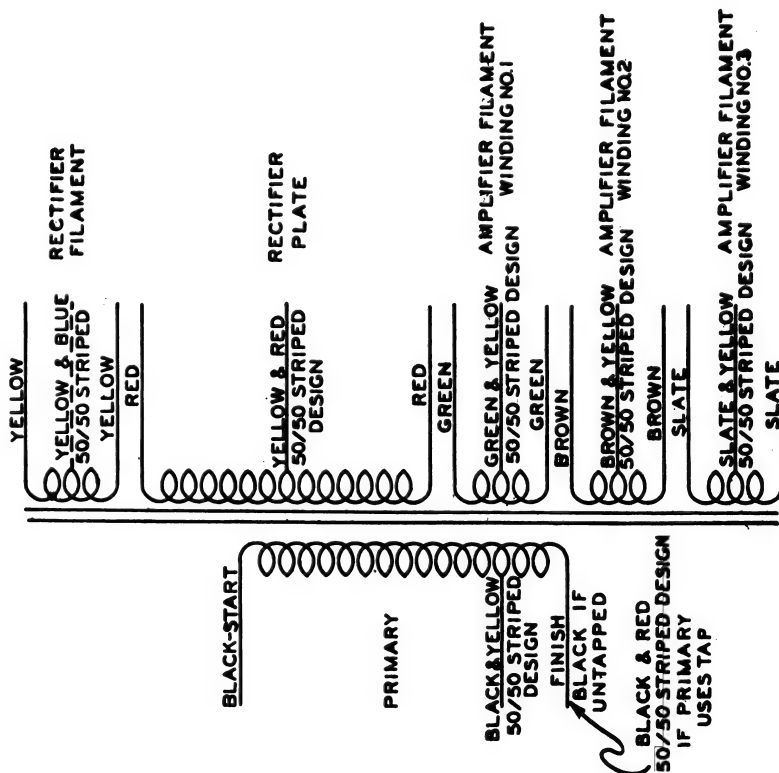 YELLOW
YELLOW & BLUE
50/50 STRIPED
YELLOW
RECTIFIER
FILAMENT
RED
YELLOW & RED
50/50 STRIPED
DESIGN
RED
RECTIFIER
PLATE
GREEN
GREEN & YELLOW
50/50 STRIPED DESIGN
GREEN
AMPLIFIER FILAMENT
WINDING NO.1
BROWN
BROWN & YELLOW
50/50 STRIPED DESIGN
BROWN
AMPLIFIER FILAMENT
WINDING NO.2
SLATE
SLATE & YELLOW
50/50 STRIPED DESIGN
SLATE
AMPLIFIER FILAMENT
WINDING NO.3
BLACK-START
PRIMARY
BLACK&YELLOW
50/50 STRIPED
DESIGN
FINISH
BLACK IF
UNTAPPED
BLACK & RED
50/50 STRIPED DESIGN
IF PRIMARY
USES TAP